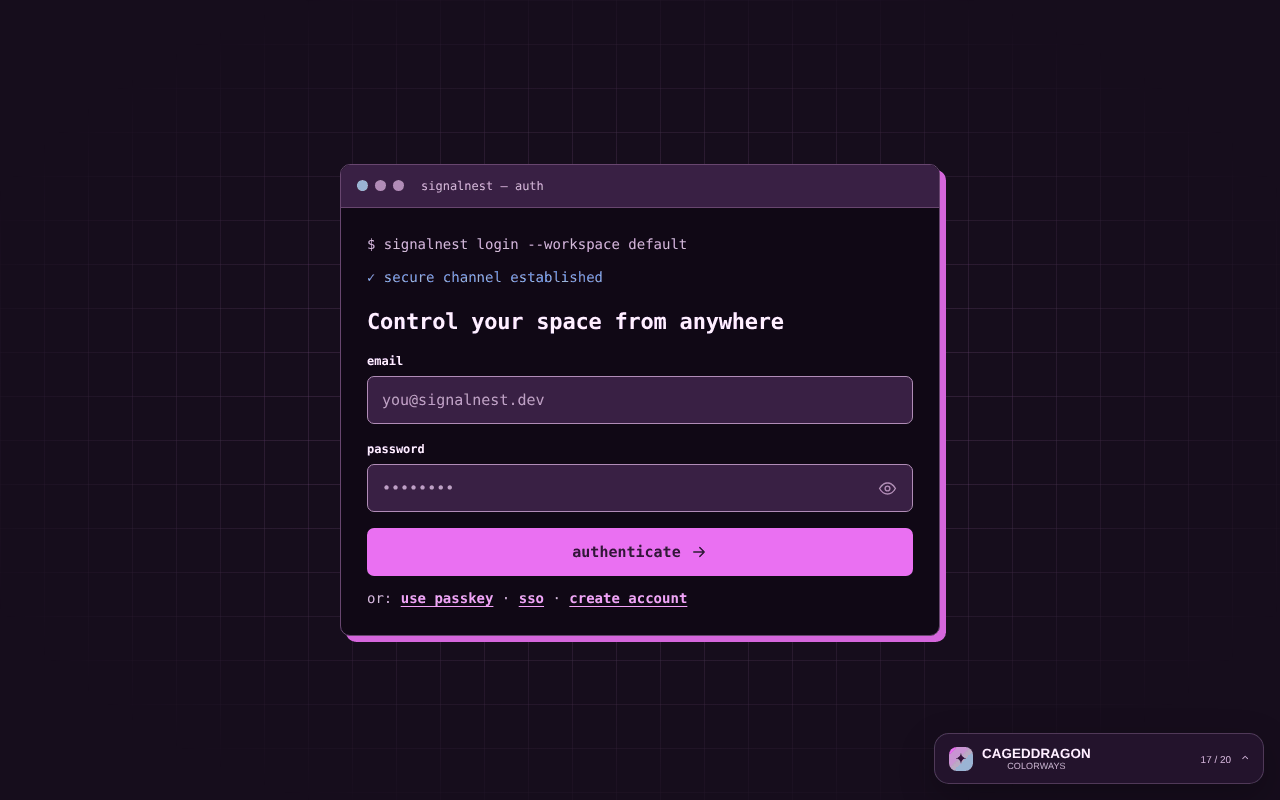 signalnest — auth
$ signalnest login --workspace default
✓ secure channel established
Control your space from anywhere
email
you@signalnest.dev
password
••••••••
authenticate →
or: use passkey · sso · create account
CAGEDDRAGON
COLORWAYS
17 / 20